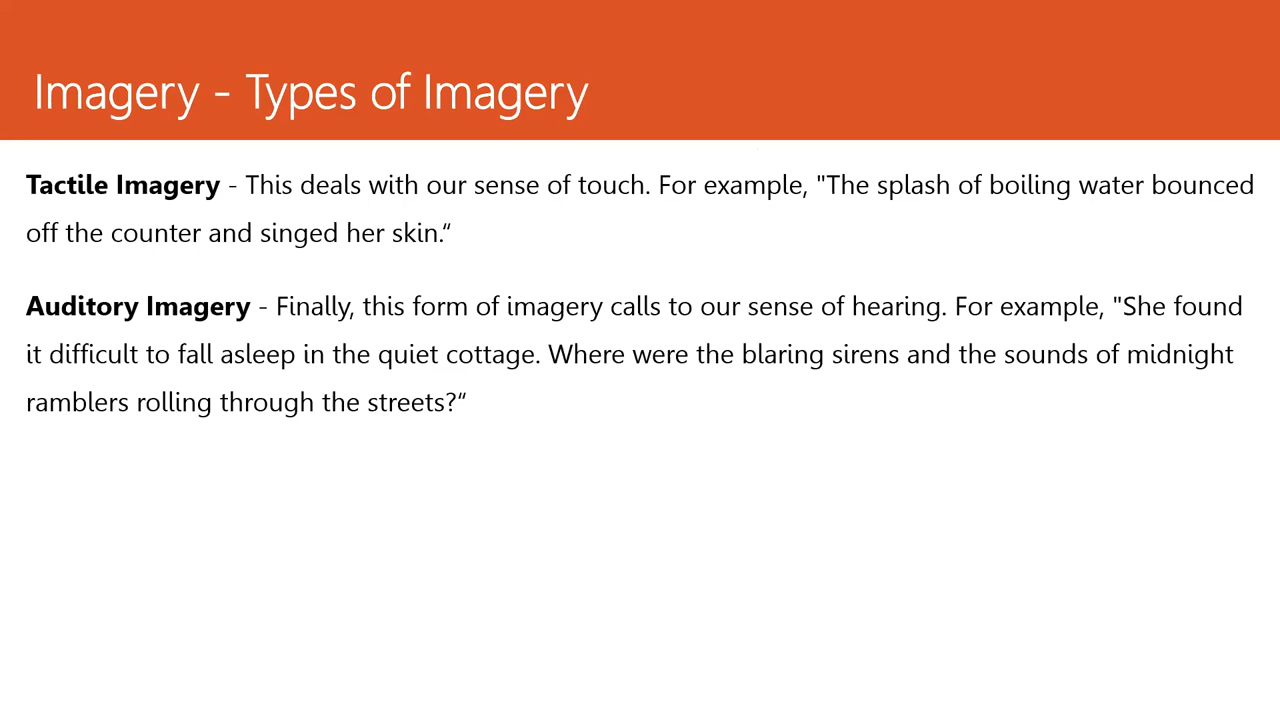 Imagery - Types of Imagery
Tactile Imagery - This deals with our sense of touch. For example, "The splash of boiling water bounced
off the counter and singed her skin.“
Auditory Imagery - Finally, this form of imagery calls to our sense of hearing. For example, "She found
it difficult to fall asleep in the quiet cottage. Where were the blaring sirens and the sounds of midnight
ramblers rolling through the streets?“